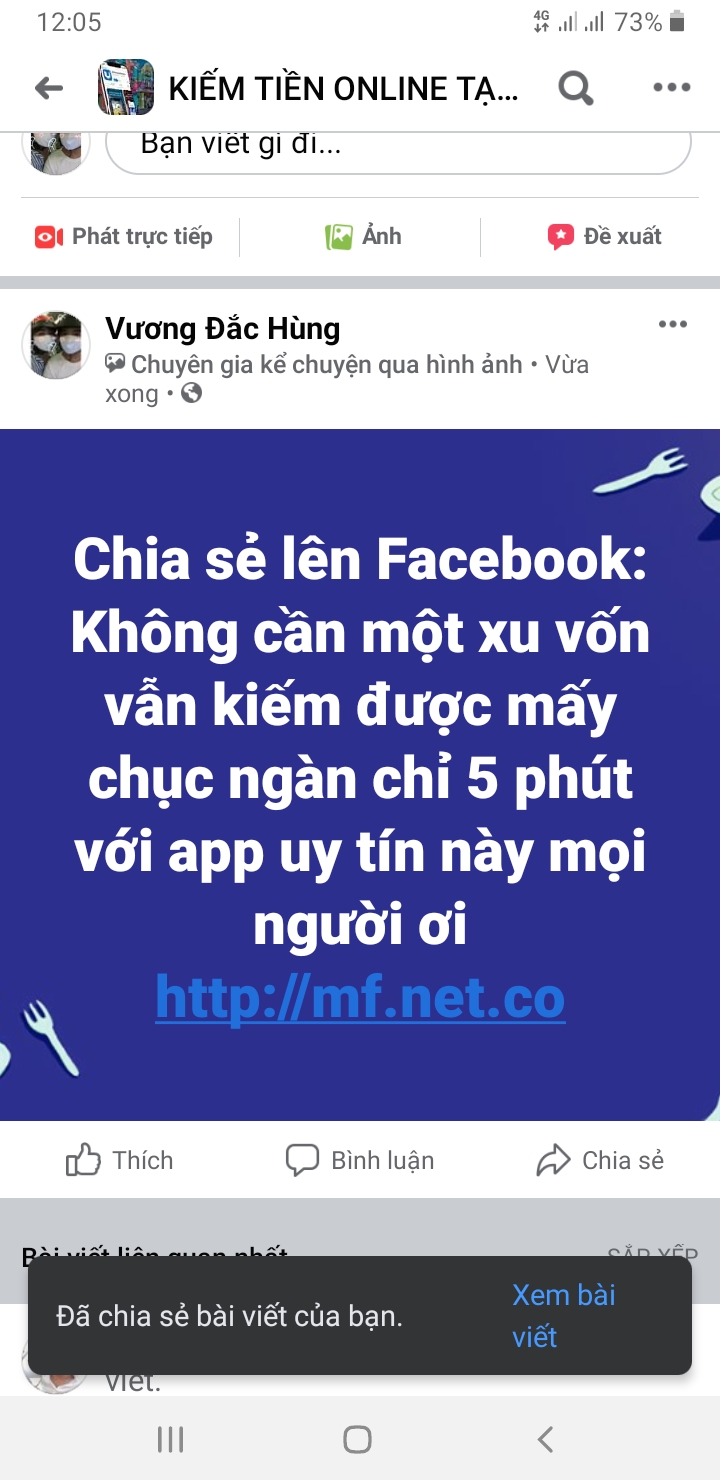 12:05
4G
73%
KIẾM TIỀN ONLINE TẠ...
Bạn viết gì đi...
Phát trực tiếp
Ảnh
Đề xuất
Vương Đắc Hùng
Chuyên gia kể chuyện qua hình ảnh • Vừa
xong •
Chia sẻ lên Facebook:
Không cần một xu vốn
vẫn kiếm được mấy
chục ngàn chỉ 5 phút
với app uy tín này mọi
người ơi
http://mf.net.co
Thích
Bình luận
Chia sẻ
Bài viết liên quan nhất
SẮP XẾP
Đã chia sẻ bài viết của bạn.
Xem bài
viết
viết.